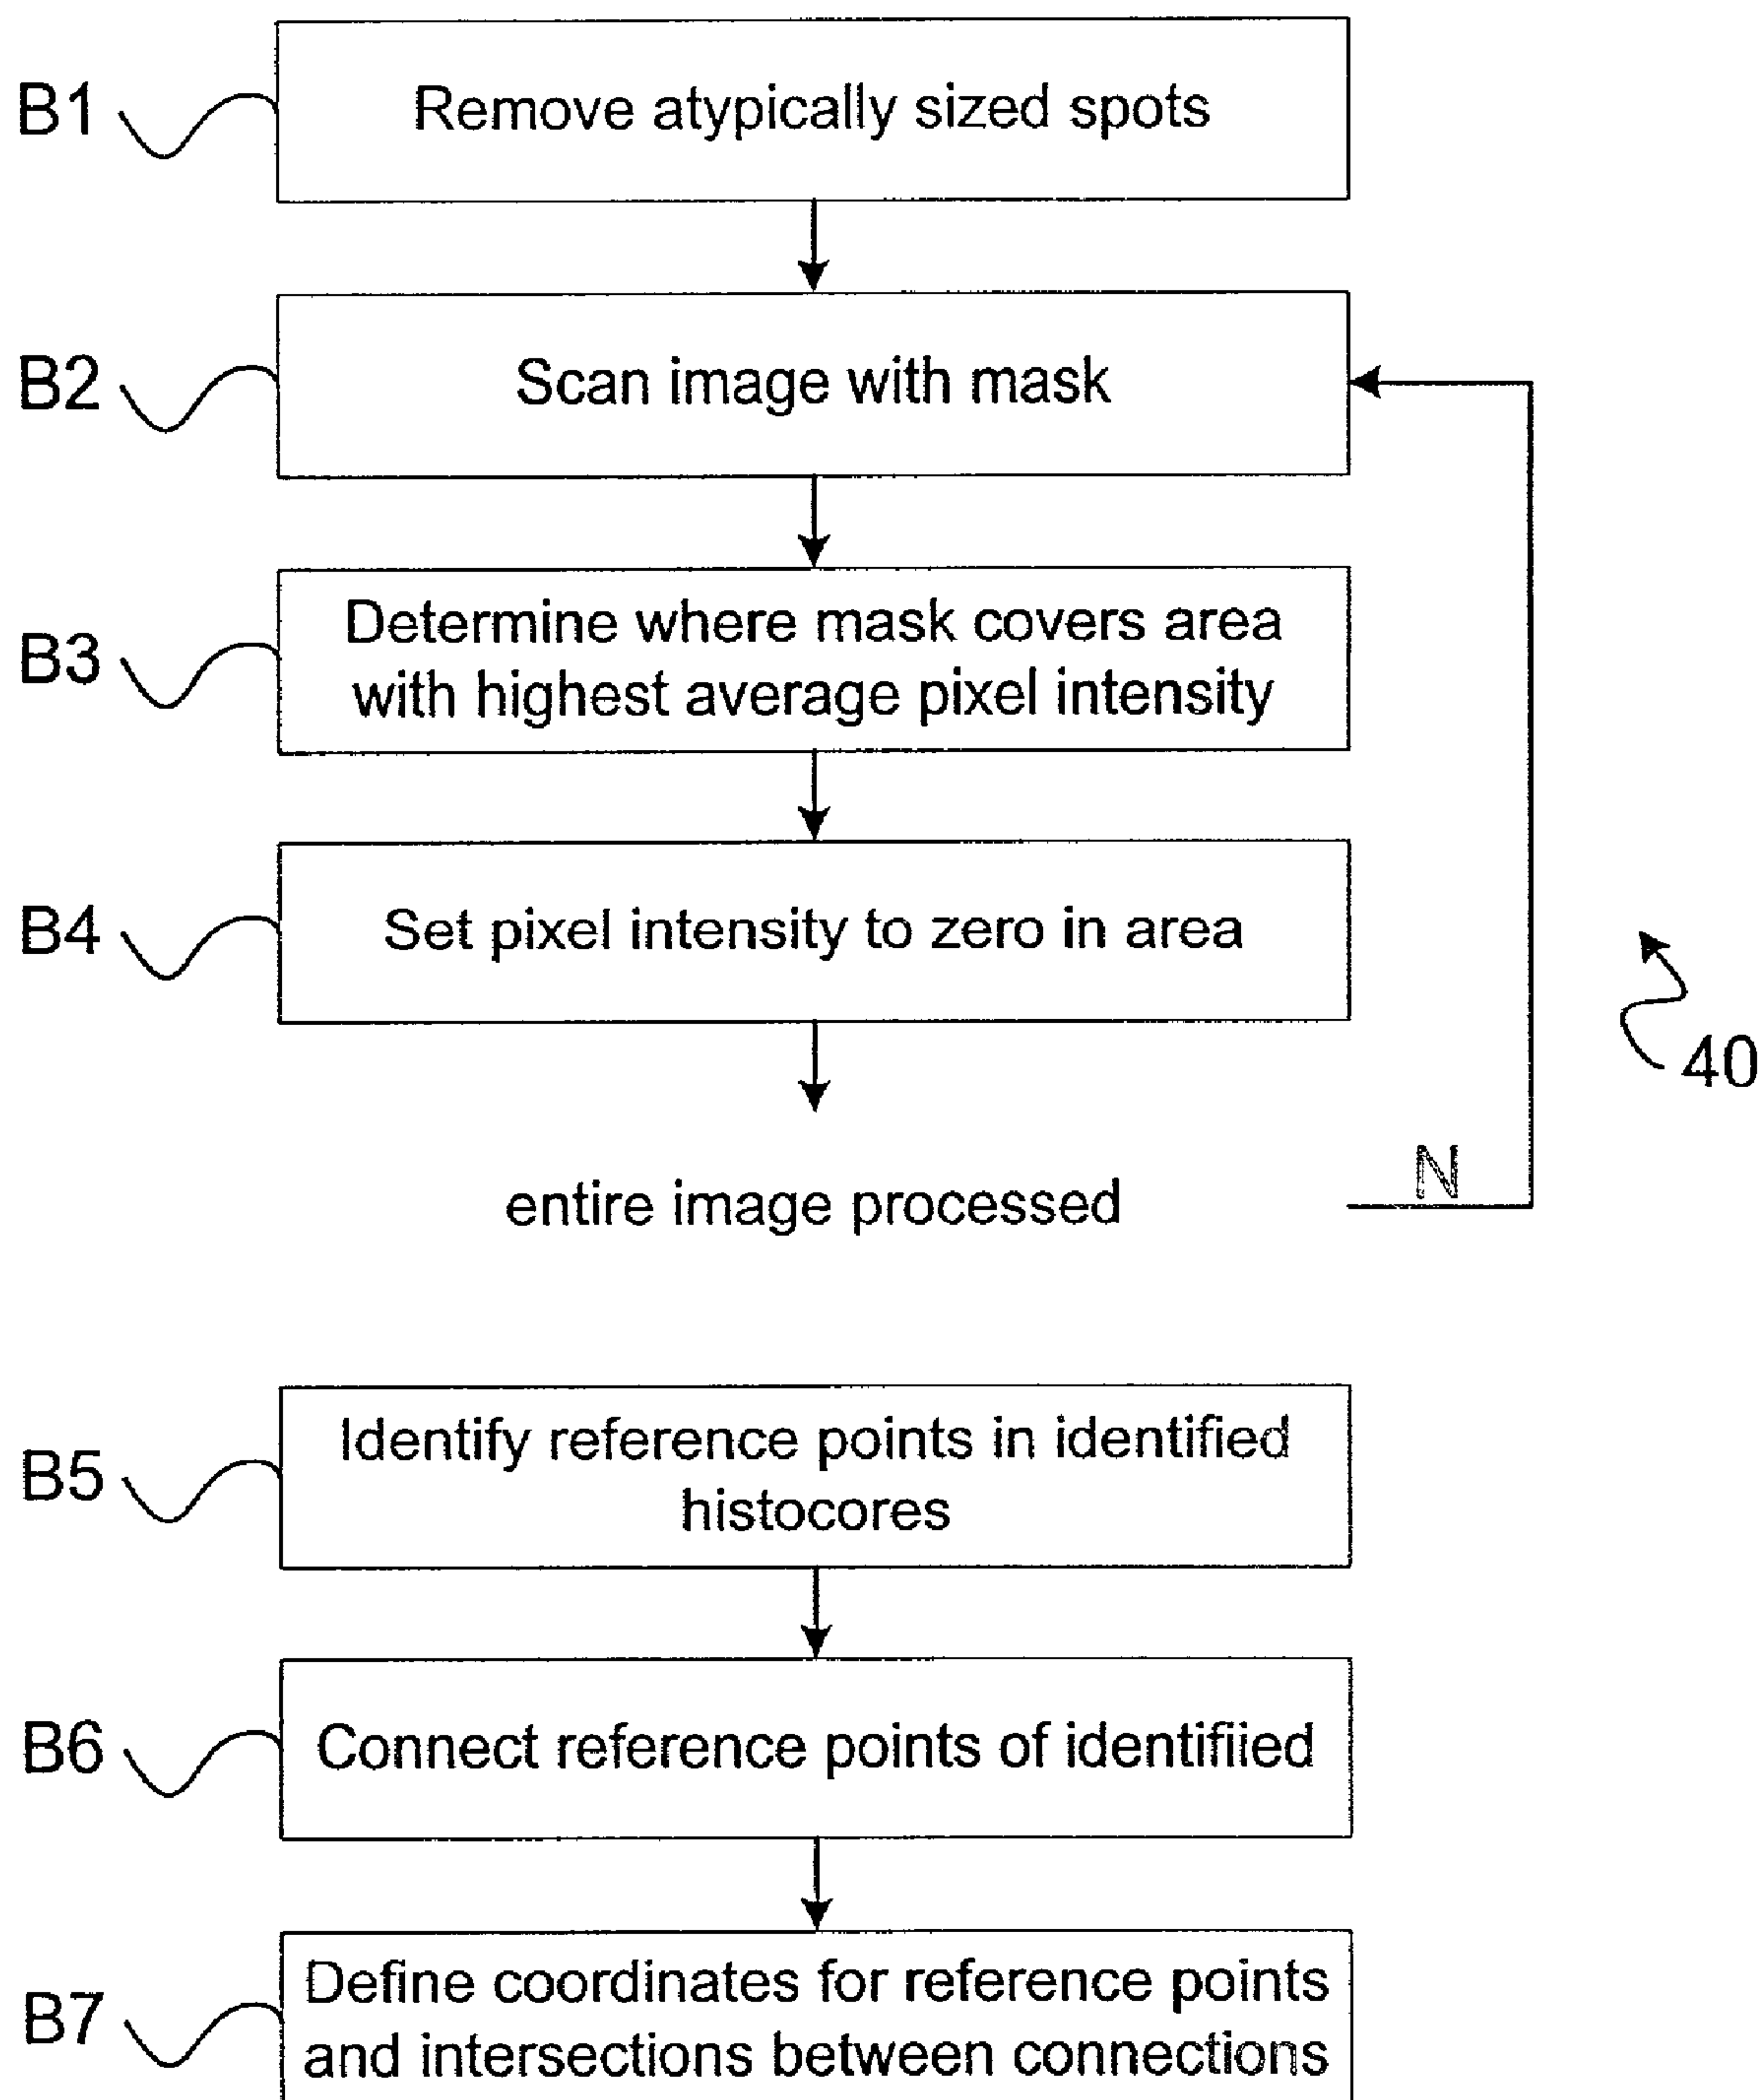 B1
Remove atypically sized spots
B2
Scan image with mask
B3
Determine where mask covers area
with highest average pixel intensity
B4
Set pixel intensity to zero in area
40
N
entire image processed
B5
Identify reference points in identified
histocores
B6
Connect reference points of identifiied
B7
Define coordinates for reference points
and intersections between connections